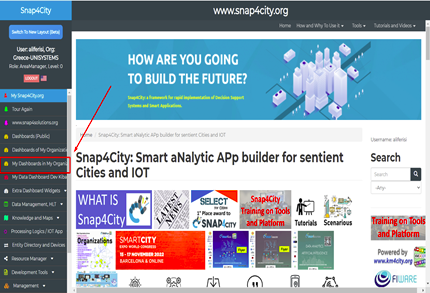 Snap4City
www.snap4city.org
Switch To New Layout (Beta)
User: aliferisi, Org:
Greece-UNISYSTEMS
Role: AreaManager, Level: 0
LOGOUT
Home
How and Why To Use It
Tools
Tutorials and Videos
My Snap4City.org
Tour Again
www.snap4solutions.org
Dashboards (Public)
Dashboards of My Organization
My Dashboards in My Organi
My Data Dashboard Dev Kibana
Extra Dashboard Widgets
Data Management, HLT
Knowledge and Maps
Processing Logics / IOT App
Entity Directory and Devices
Resource Manager
Development Tools
Management
HOW ARE YOU GOING
TO BUILD THE FUTURE?
Snap4City: a framework for rapid implementation of Decision Support
Systems and Smart Applications.
Home / Snap4City: Smart aNalytic APp builder for sentient Cities and IOT
Snap4City: Smart aNalytic APp builder for sentient
Cities and IOT
Username aliferisi
Search
-Any-
WHAT IS
Snap4City
LATEST
NEWS
SELECT
1st Place award to
SNAP4CITY
Snap4City
Training on Tools
and Platform
Tutorials
Scenarios
Organizations
SMARTCITY
EXPO WORLD CONGRESS
15 - 17 NOVEMBER 2022
BARCELONA & ONLINE
Snap4City
Training on Tools
and Platform
Powered by
www.km4city.org
FIWARE